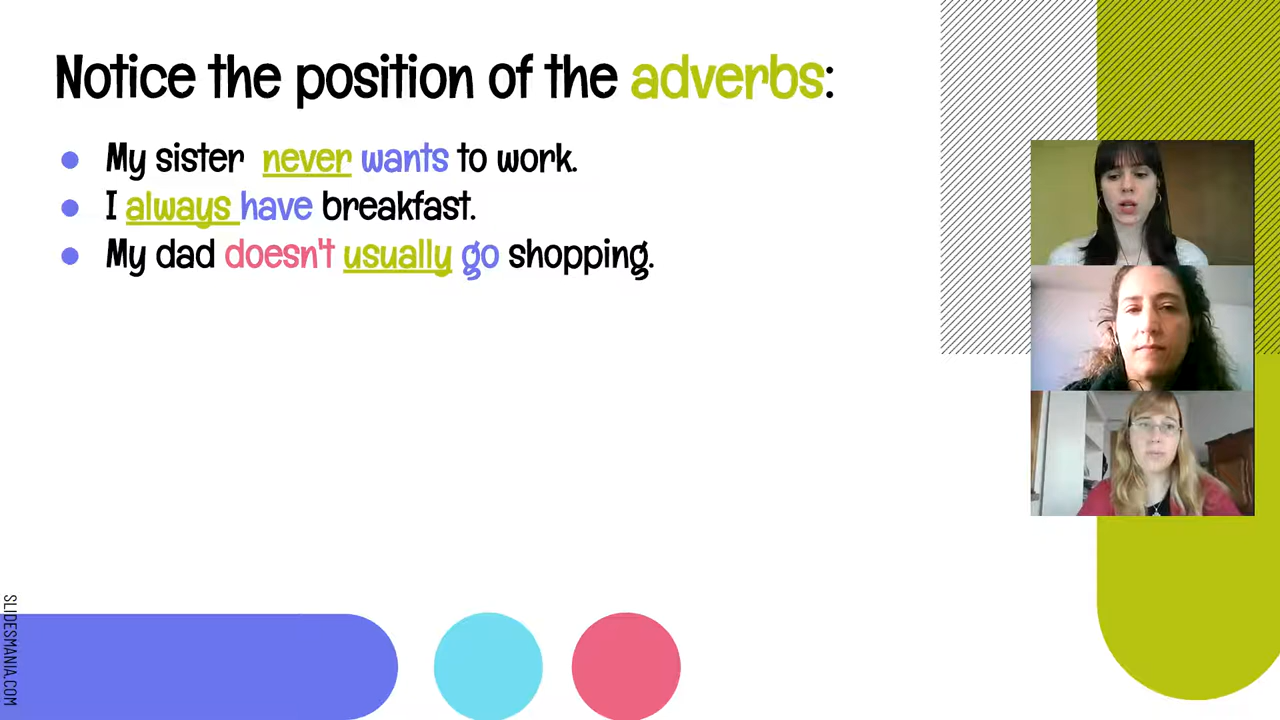 Notice the position of the adverbs:
My sister never wants to work.
I always have breakfast.
My dad doesn't usually go shopping.
SLIDESMANIA.COM